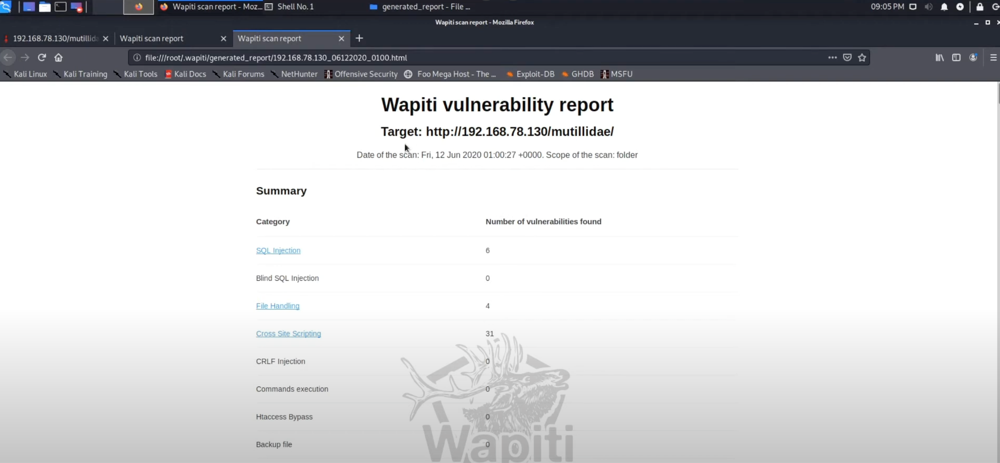 Wapiti scan report - Moz... Shell No. 1 generated_report - File ... 09:05 PM
Wapiti scan report - Mozilla Firefox
192.168.78.130/mutillida Wapiti scan report Wapiti scan report
file:///root/.wapiti/generated_report/192.168.78.130_06122020_0100.html
Kali Linux Kali Training Kali Tools Kali Docs Kali Forums NetHunter Offensive Security Foo Mega Host - The ... Exploit-DB GHDB MSFU
Wapiti vulnerability report
Target: http://192.168.78.130/mutillidae/
Date of the scan: Fri, 12 Jun 2020 01:00:27 +0000. Scope of the scan: folder
Summary
Category Number of vulnerabilities found
SQL Injection 6
Blind SQL Injection 0
File Handling 4
Cross Site Scripting 31
CRLF Injection 0
Commands execution 0
Htaccess Bypass 0
Backup file 0
Wapiti